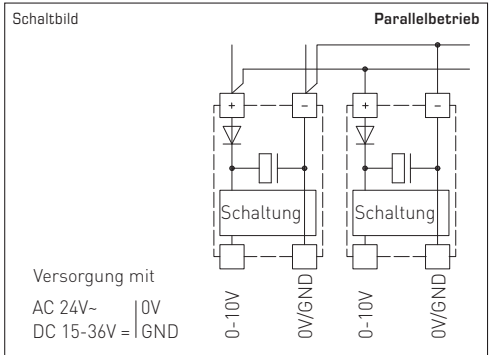 Schaltbild
Parallelbetrieb
+
–
+
–
Schaltung
Schaltung
Versorgung mit
AC 24V~ | 0V
DC 15-36V = | GND
0-10V
0V/GND
0-10V
0V/GND